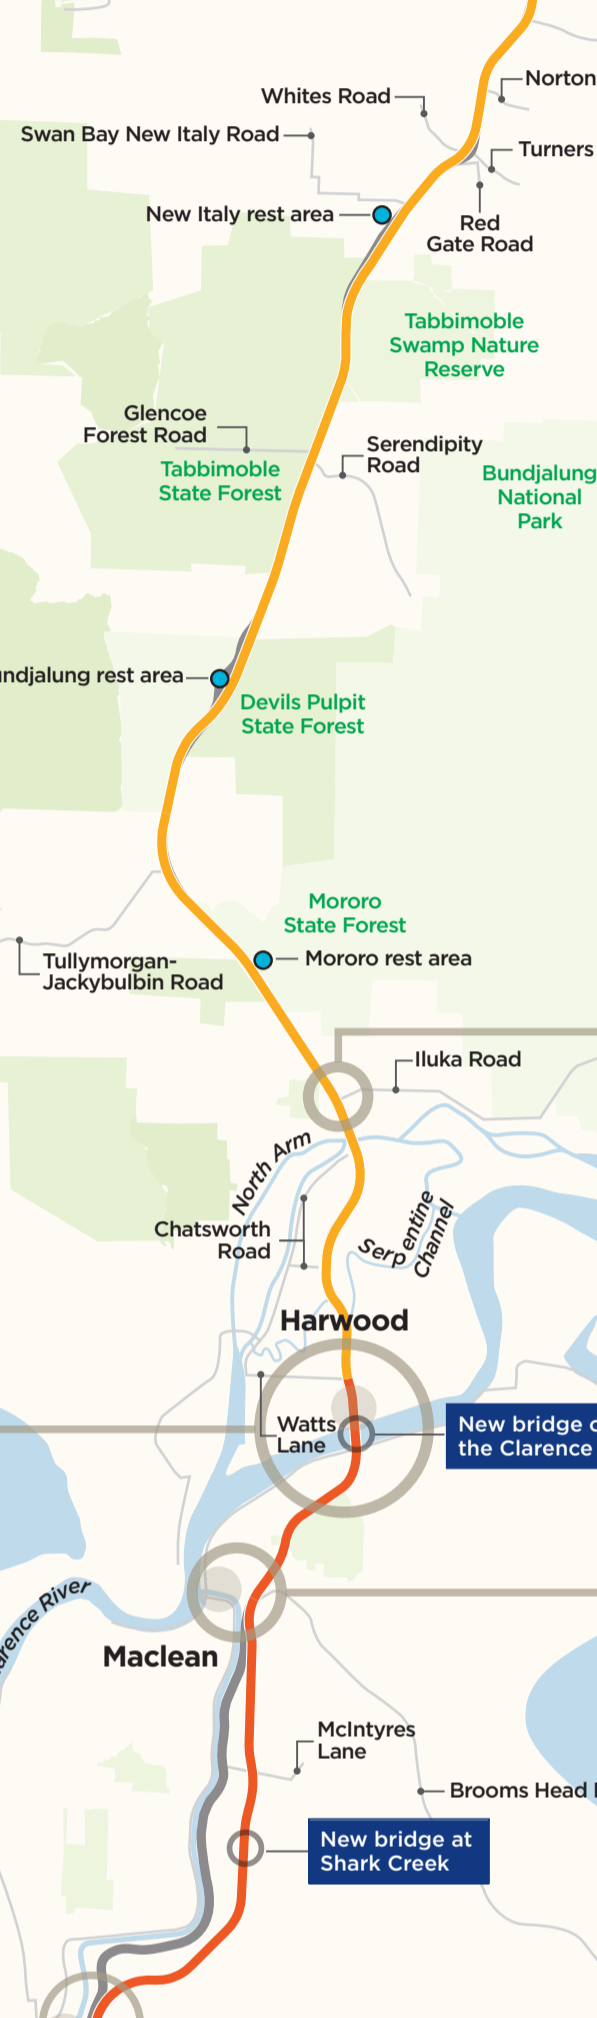 Norton
Whites Road
Swan Bay New Italy Road
Turners
New Italy rest area
Red
Gate Road
Tabbimoble
Swamp Nature
Reserve
Glencoe
Forest Road
Serendipity
Road
Tabbimoble
State Forest
Bundjalung
National
Park
ndjalung rest area
Devils Pulpit
State Forest
Mororo
State Forest
Mororo rest area
Tullymorgan-
Jackybulbin Road
Iluka Road
North Arm
Chatsworth
Road
Serpentine
Channel
Harwood
Watts
Lane
New bridge o
the Clarence
arence River
Maclean
McIntyres
Lane
Brooms Head
New bridge at
Shark Creek